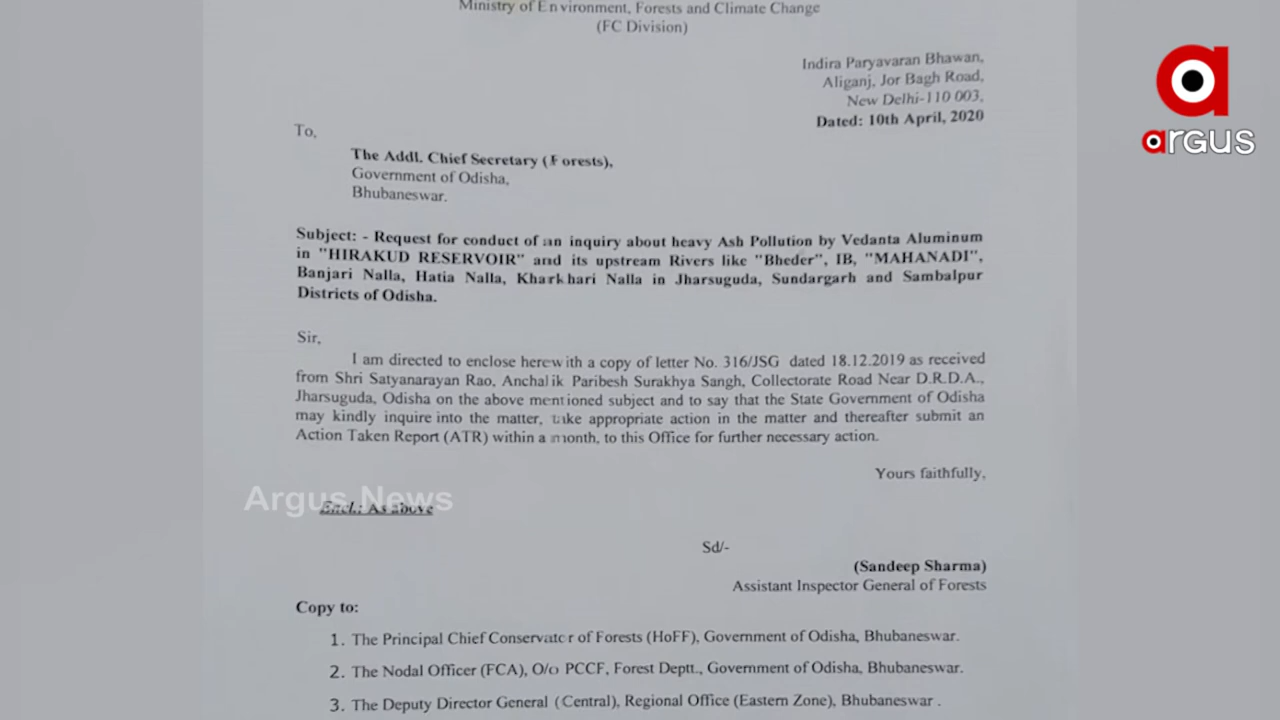 Ministry of Environment, Forests and Climate Change
(FC Division)
Indira Paryavaran Bhawan,
Aliganj, Jor Bagh Road,
New Delhi-110 003,
Dated: 10th April, 2020
argus
To,
The Addl. Chief Secretary (Forests),
Government of Odisha,
Bhubaneswar.
Subject: - Request for conduct of an inquiry about heavy Ash Pollution by Vedanta Aluminum
in "HIRAKUD RESERVOIR" and its upstream Rivers like "Bheder", IB, "MAHANADI",
Banjari Nalla, Hatia Nalla, Kharkhari Nalla in Jharsuguda, Sundargarh and Sambalpur
Districts of Odisha.
Sir,
I am directed to enclose herewith a copy of letter No. 316/JSG dated 18.12.2019 as received
from Shri Satyanarayan Rao, Anchalik Paribesh Surakhya Sangh, Collectorate Road Near D.R.D.A.,
Jharsuguda, Odisha on the above mentioned subject and to say that the State Government of Odisha
may kindly inquire into the matter, take appropriate action in the matter and thereafter submit an
Action Taken Report (ATR) within a month, to this Office for further necessary action.
Yours faithfully,
Argus News
Encl.: As above
Sd/-
(Sandeep Sharma)
Assistant Inspector General of Forests
Copy to:
1. The Principal Chief Conservator of Forests (HoFF), Government of Odisha, Bhubaneswar.
2. The Nodal Officer (FCA), O/o PCCF, Forest Deptt., Government of Odisha, Bhubaneswar.
3. The Deputy Director General (Central), Regional Office (Eastern Zone), Bhubaneswar .